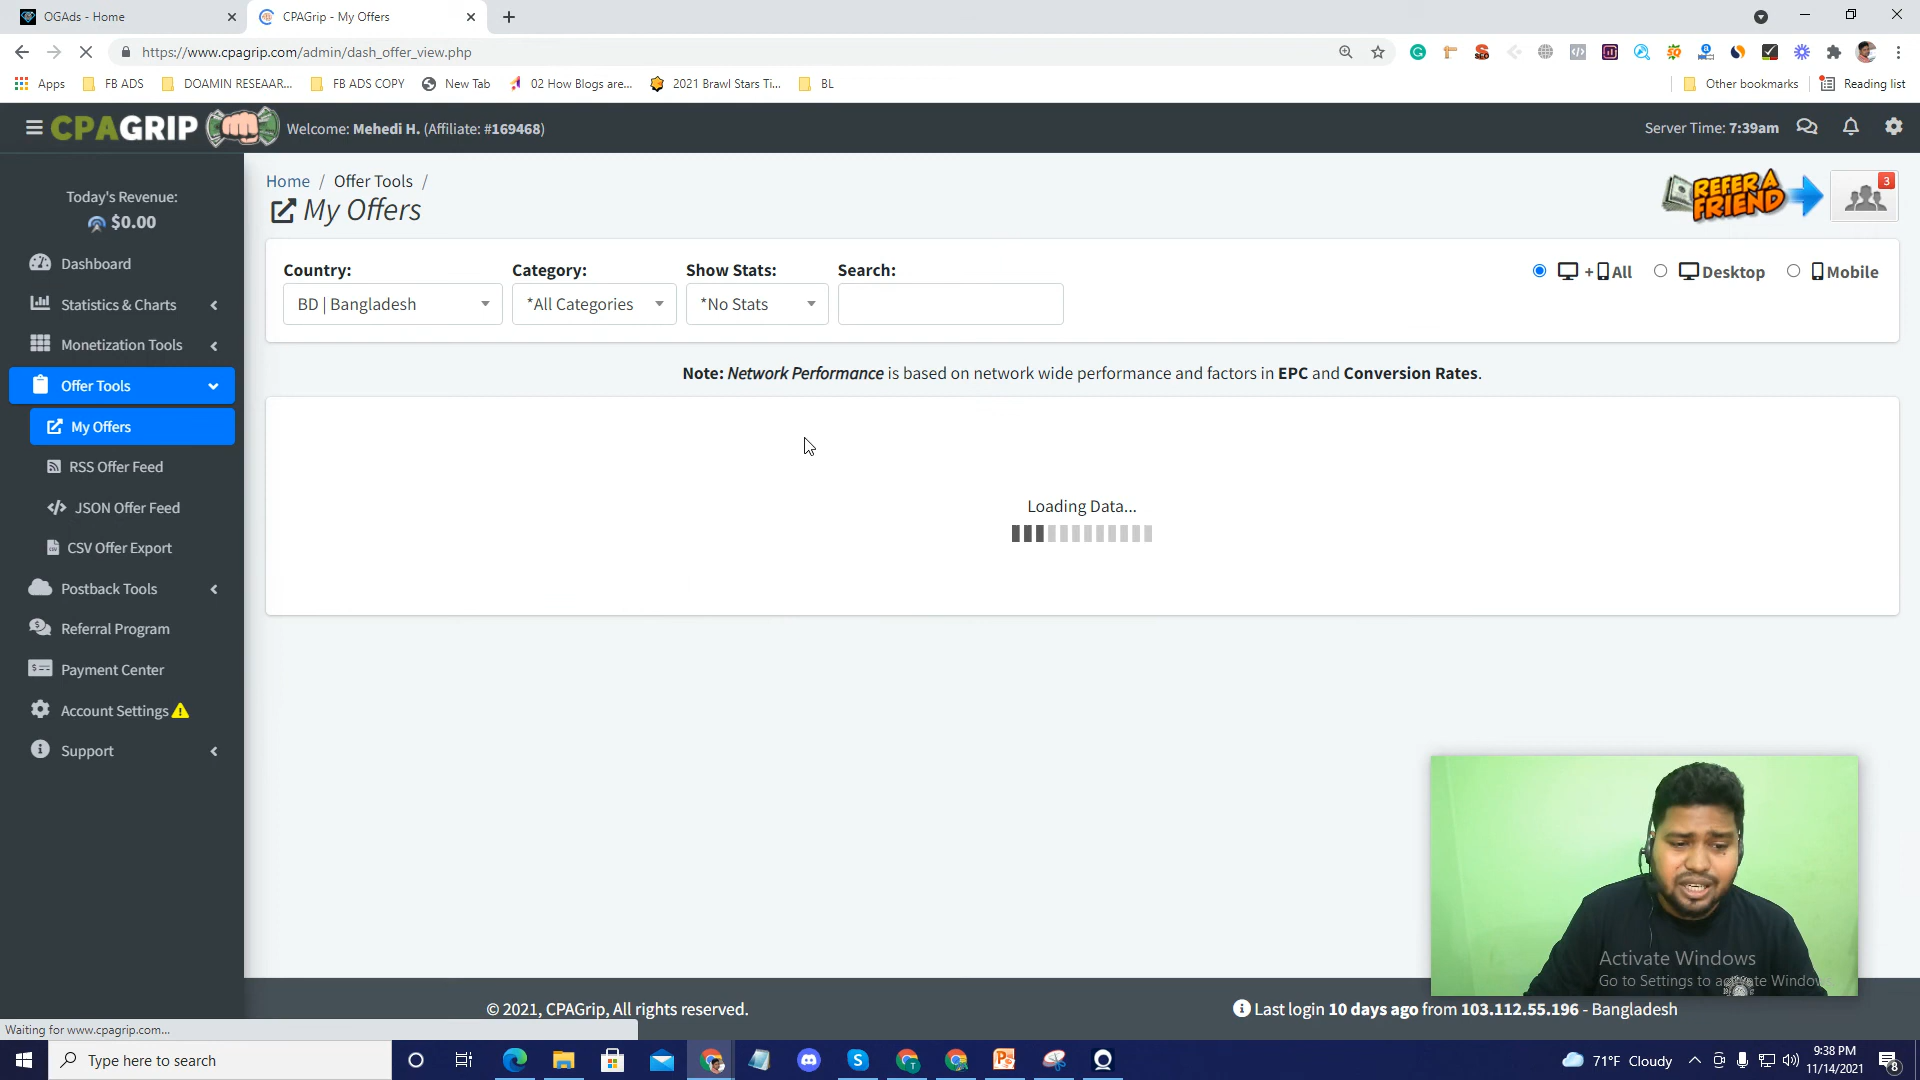 OGAds - Home
CPAGrip - My Offers
https://www.cpagrip.com/admin/dash_offer_view.php
Apps
FB ADS
DOAMIN RESEAAR...
FB ADS COPY
New Tab
02 How Blogs are...
2021 Brawl Stars Ti...
BL
Other bookmarks
Reading list
CPAGRIP
Welcome: Mehedi H. (Affiliate: #169468)
Server Time: 7:39am
Today's Revenue:
$0.00
Dashboard
Statistics & Charts
Monetization Tools
Offer Tools
My Offers
RSS Offer Feed
JSON Offer Feed
CSV Offer Export
Postback Tools
Referral Program
Payment Center
Account Settings
Support
Home / Offer Tools /
My Offers
REFER A
FRIEND
3
Country:
BD | Bangladesh
Category:
*All Categories
Show Stats:
*No Stats
Search:
+ All
Desktop
Mobile
Note: Network Performance is based on network wide performance and factors in EPC and Conversion Rates.
Loading Data...
Activate Windows
Go to Settings to activate Windows
© 2021, CPAGrip, All rights reserved.
Last login 10 days ago from 103.112.55.196 - Bangladesh
Waiting for www.cpagrip.com...
Type here to search
71°F Cloudy
9:38 PM
11/14/2021
8